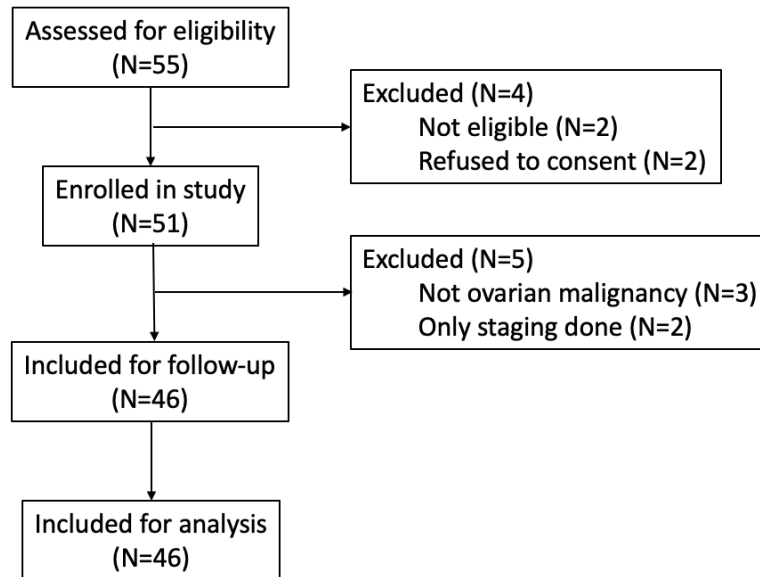 Assessed for eligibility
(N=55)
Excluded (N=4)
Not eligible (N=2)
Refused to consent (N=2)
Enrolled in study
(N=51)
Excluded (N=5)
Not ovarian malignancy (N=3)
Only staging done (N=2)
Included for follow-up
(N=46)
Included for analysis
(N=46)